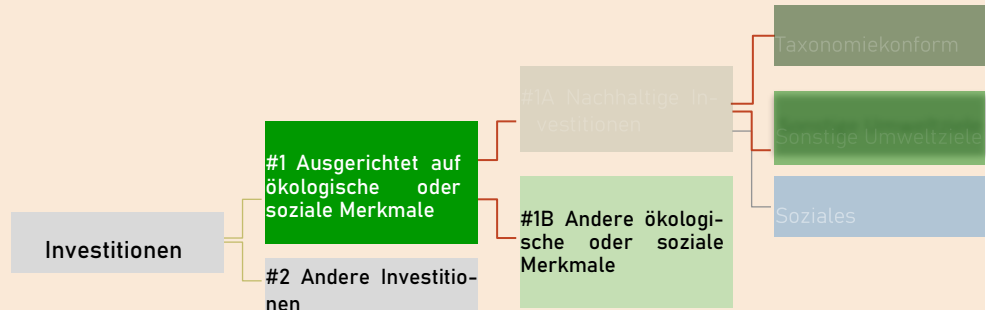 Taxonomiekonform
#1A Nachhaltige In-
vestitionen
Sonstige Umweltziele
#1 Ausgerichtet auf
ökologische oder
soziale Merkmale
Soziales
#1B Andere ökologi-
sche oder soziale
Merkmale
Investitionen
#2 Andere Investitio-
nen